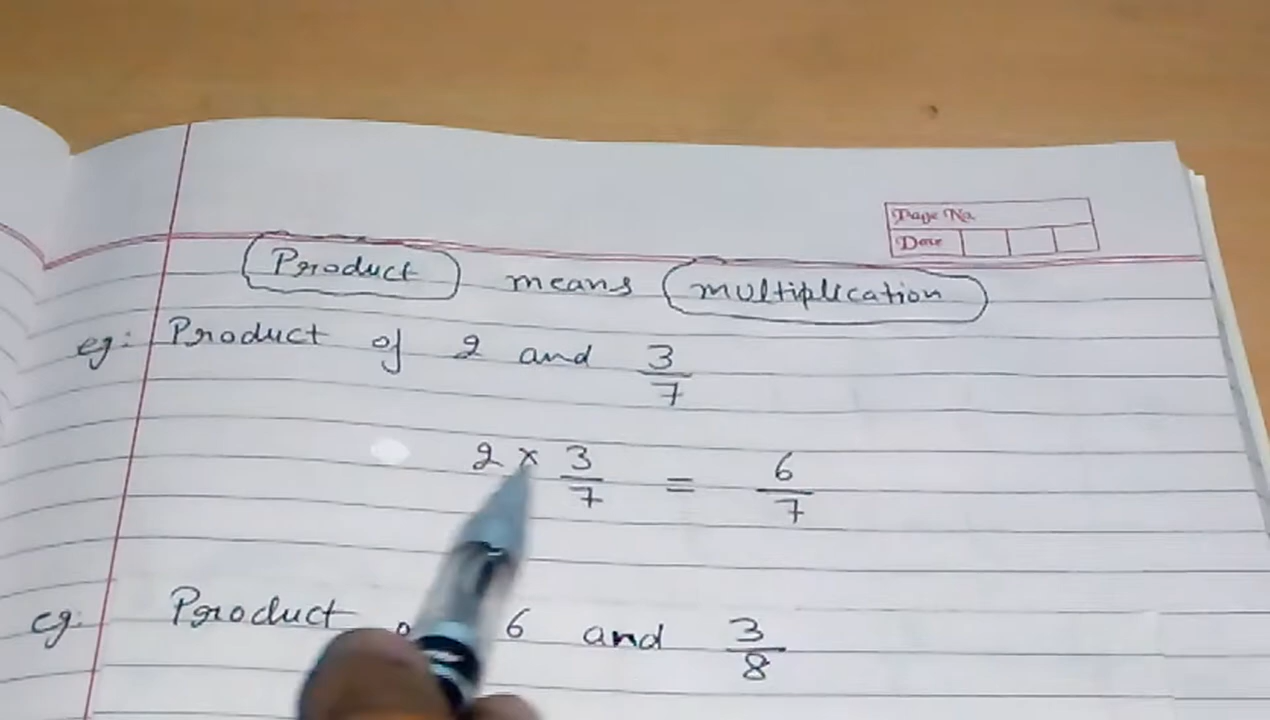 Page No.
Date
Product means multiplication
eg: Product of 2 and 3/7
2 × 3/7 = 6/7
eg: Product 6 and 3/8